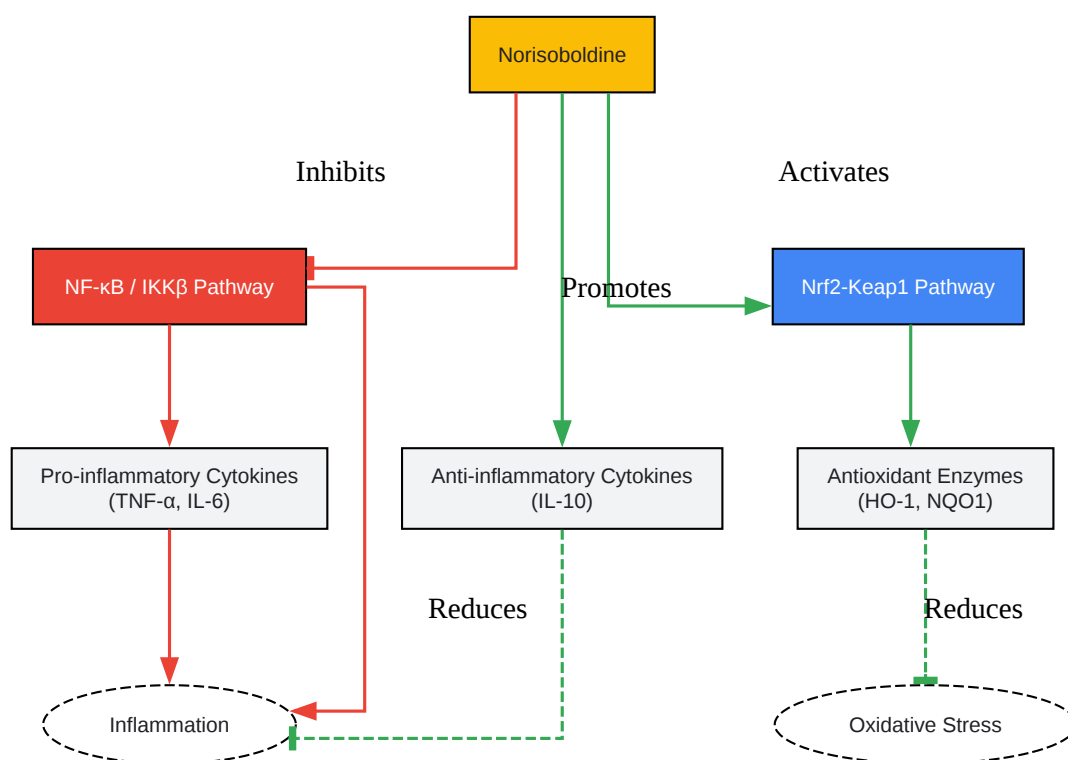 Norisoboldine
Inhibits
Activates
NF-κB / IKKβ Pathway
Promotes
Nrf2-Keap1 Pathway
Pro-inflammatory Cytokines
(TNF-α, IL-6)
Anti-inflammatory Cytokines
(IL-10)
Antioxidant Enzymes
(HO-1, NQO1)
Reduces
Reduces
Inflammation
Oxidative Stress